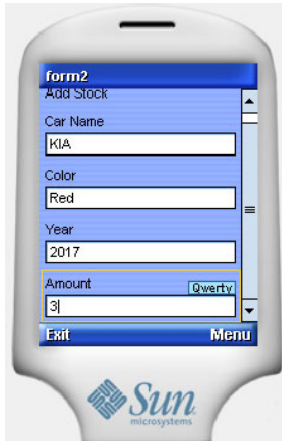 form2
Add Stock
Car Name
KIA
Color
Red
Year
2017
Amount
Qwerty
3
Exit Menu
Sun
microsystems